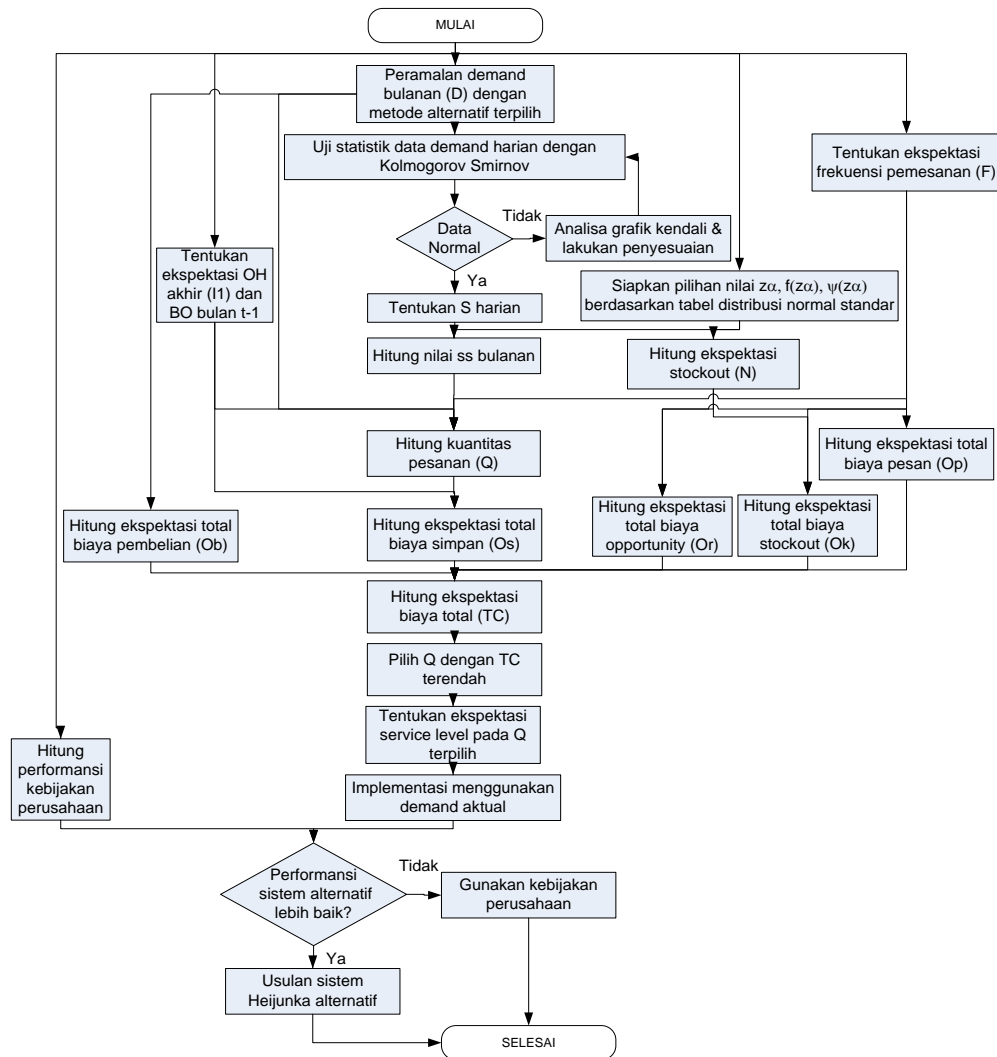 MULAI
Peramalan demand
bulanan (D) dengan
metode alternatif terpilih
Uji statistik data demand harian dengan
Kolmogorov Smirnov
Tentukan ekspektasi
frekuensi pemesanan (F)
Data
Normal
Tidak
Analisa grafik kendali &
lakukan penyesuaian
Ya
Tentukan
ekspektasi OH
akhir (I1) dan
BO bulan t-1
Siapkan pilihan nilai zα, f(zα), ψ(zα)
berdasarkan tabel distribusi normal standar
Tentukan S harian
Hitung nilai ss bulanan
Hitung ekspektasi
stockout (N)
Hitung kuantitas
pesanan (Q)
Hitung ekspektasi total
biaya pesan (Op)
Hitung ekspektasi total
biaya pembelian (Ob)
Hitung ekspektasi total
biaya simpan (Os)
Hitung ekspektasi
total biaya
opportunity (Or)
Hitung ekspektasi
total biaya
stockout (Ok)
Hitung ekspektasi
biaya total (TC)
Pilih Q dengan TC
terendah
Tentukan ekspektasi
service level pada Q
terpilih
Hitung
performansi
kebijakan
perusahaan
Implementasi menggunakan
demand aktual
Performansi
sistem alternatif
lebih baik?
Tidak
Gunakan kebijakan
perusahaan
Ya
Usulan sistem
Heijunka alternatif
SELESAI